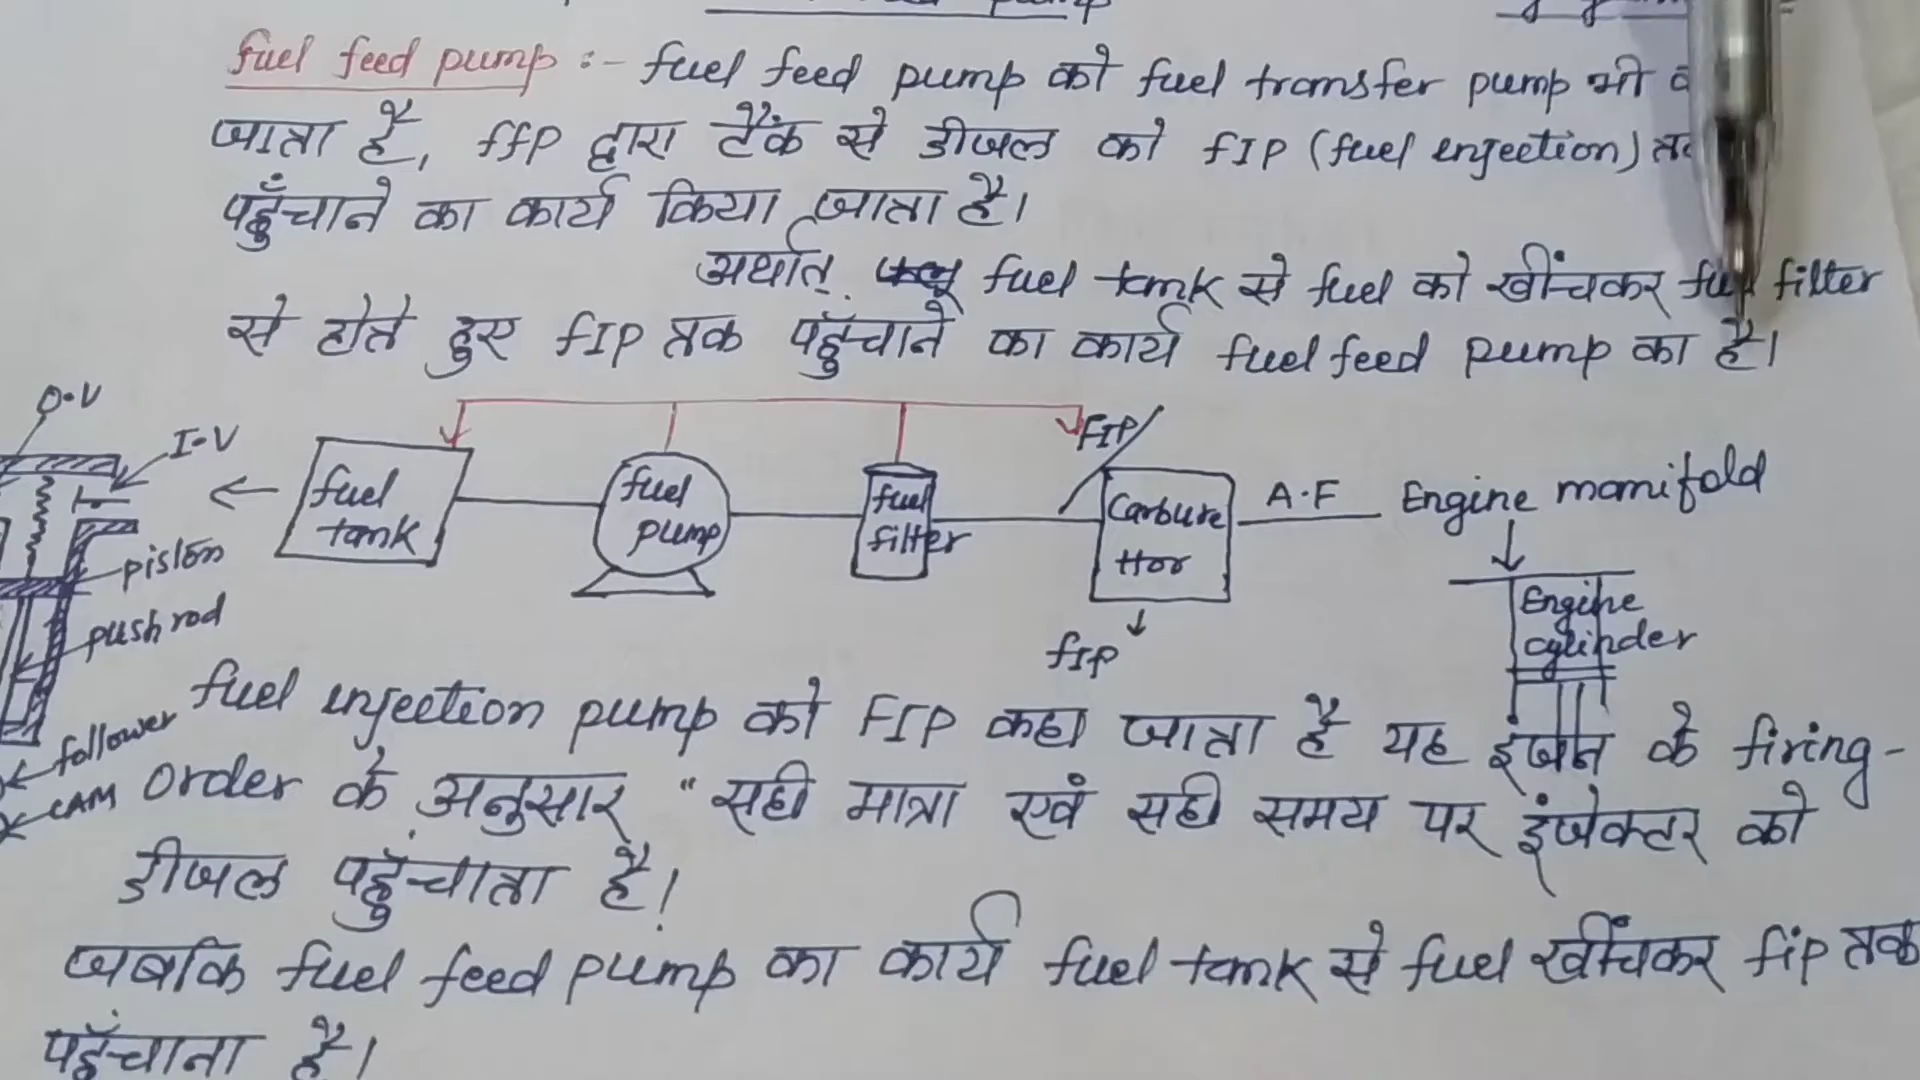 fuel feed pump :- fuel feed pump को fuel transfer pump भी
जाता है, ffp द्वारा टैंक से डीजल को fIP (fuel injection)
पहुँचाने का कार्य किया जाता है।
अर्थात् fuel tank से fuel को खींचकर fuel filter
से होते हुए fIP तक पहुँचाने का कार्य fuel feed pump का है।
O.V
I.V
piston
push rod
follower
CAM
fuel tank
fuel pump
fuel filter
FIP
Carburettor
fIP
A.F
Engine manifold
Engine cylinder
fuel injection pump को FIP कहा जाता है यह इंजन के firing-
order के अनुसार "सही मात्रा एवं सही समय पर इंजेक्टर को
डीजल पहुँचाता है।
जबकि fuel feed pump का कार्य fuel tank से fuel खींचकर fip तक
पहुँचाना है।